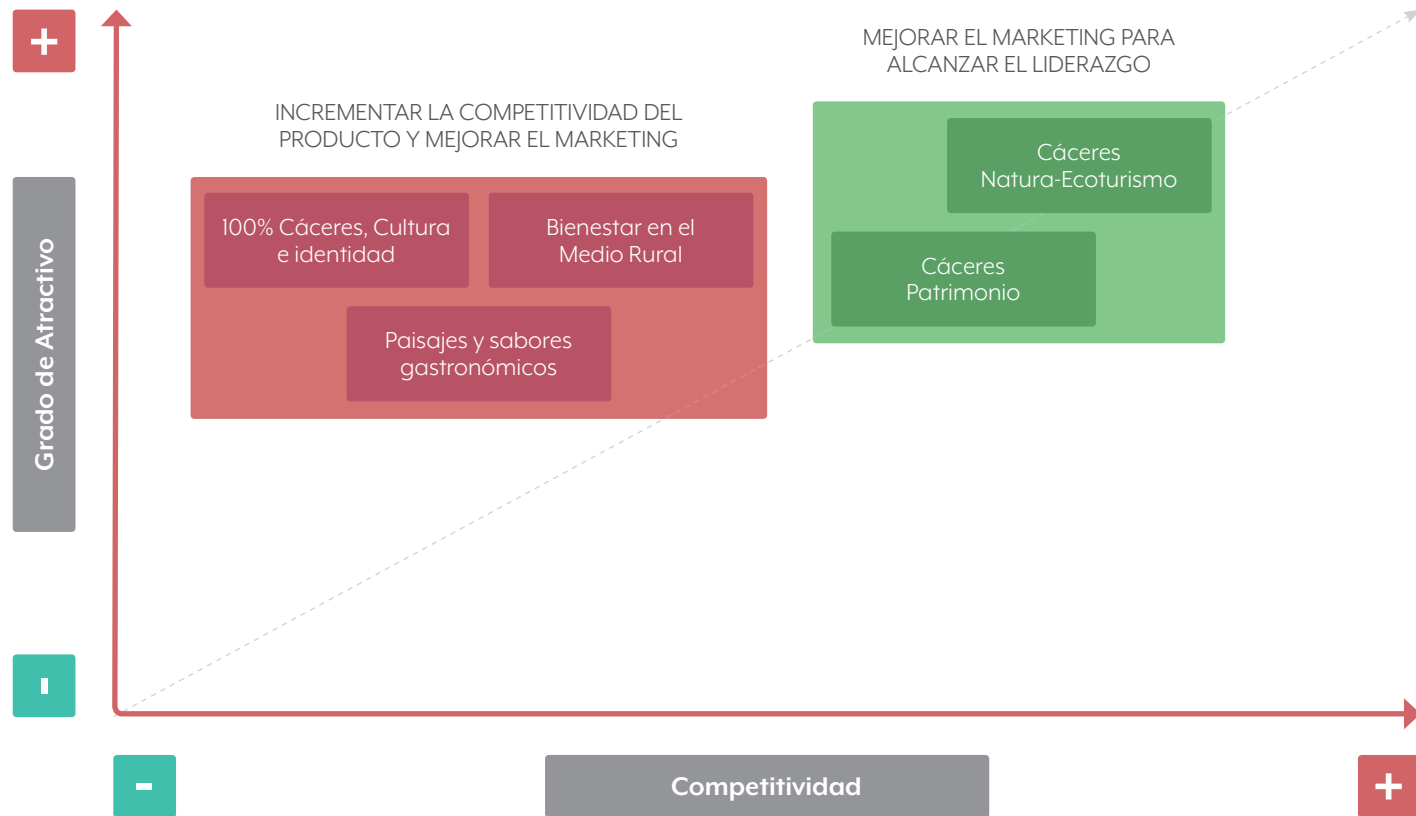 +
MEJORAR EL MARKETING PARA
ALCANZAR EL LIDERAZGO
INCREMENTAR LA COMPETITIVIDAD DEL
PRODUCTO Y MEJORAR EL MARKETING
Cáceres
Natura-Ecoturismo
100% Cáceres, Cultura
e identidad
Bienestar en el
Medio Rural
Cáceres
Patrimonio
Paisajes y sabores
gastronómicos
Grado de Atractivo
-
-
Competitividad
+